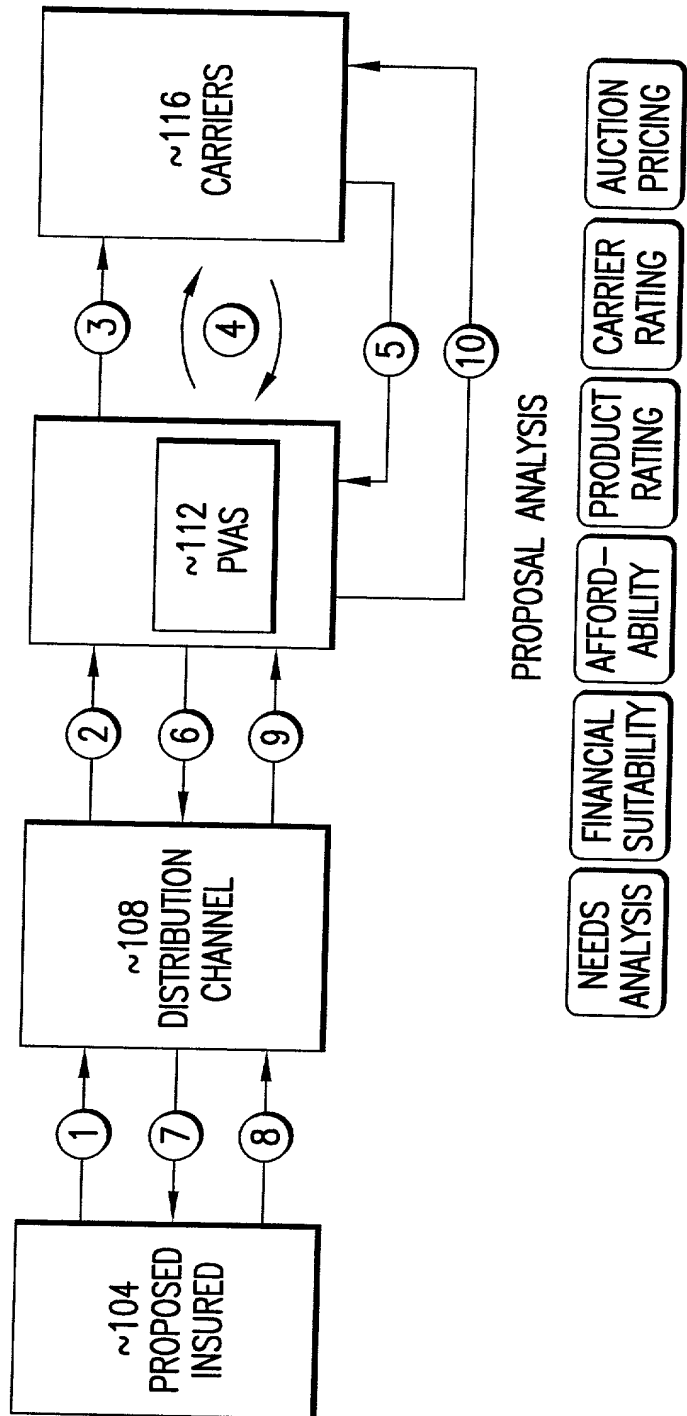 ~104
PROPOSED
INSURED
1
7
8
~108
DISTRIBUTION
CHANNEL
2
6
9
~112
PVAS
3
4
5
10
~116
CARRIERS
PROPOSAL ANALYSIS
NEEDS
ANALYSIS
FINANCIAL
SUITABILITY
AFFORD-
ABILITY
PRODUCT
RATING
CARRIER
RATING
AUCTION
PRICING